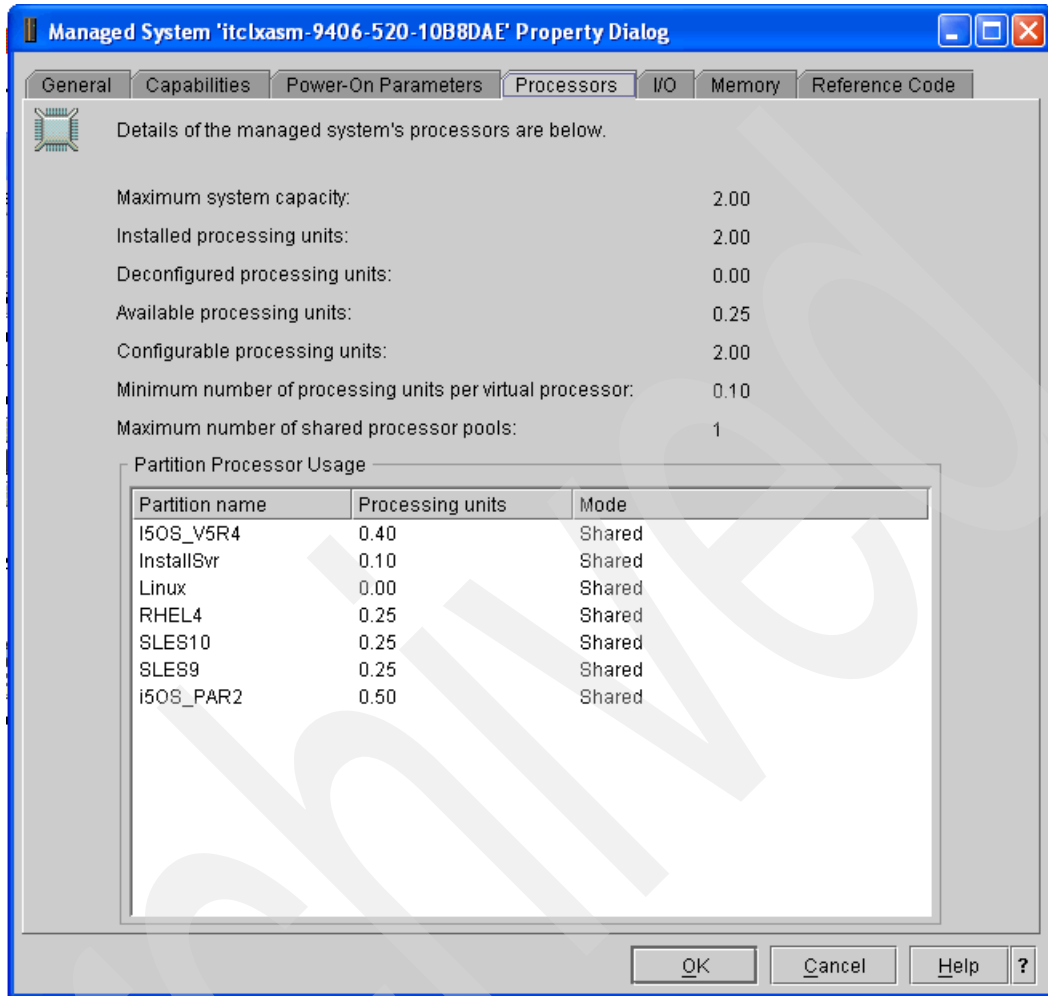 Managed System 'itclxasm-9406-520-10B8DAE' Property Dialog
General Capabilities Power-On Parameters Processors I/O Memory Reference Code
Details of the managed system's processors are below.
Maximum system capacity: 2.00
Installed processing units: 2.00
Deconfigured processing units: 0.00
Available processing units: 0.25
Configurable processing units: 2.00
Minimum number of processing units per virtual processor: 0.10
Maximum number of shared processor pools: 1
Partition Processor Usage
Partition name Processing units Mode
I5OS_V5R4 0.40 Shared
InstallSvr 0.10 Shared
Linux 0.00 Shared
RHEL4 0.25 Shared
SLES10 0.25 Shared
SLES9 0.25 Shared
i5OS_PAR2 0.50 Shared
OK Cancel Help ?